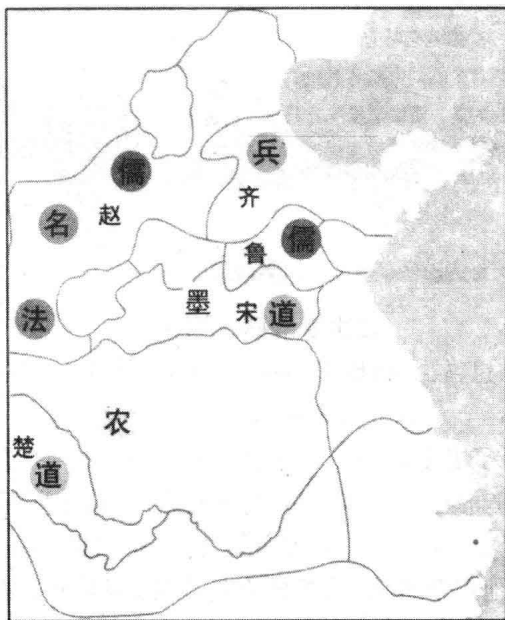 兵
儒
齐
名
赵
儒
鲁
墨
宋
道
法
农
楚
道